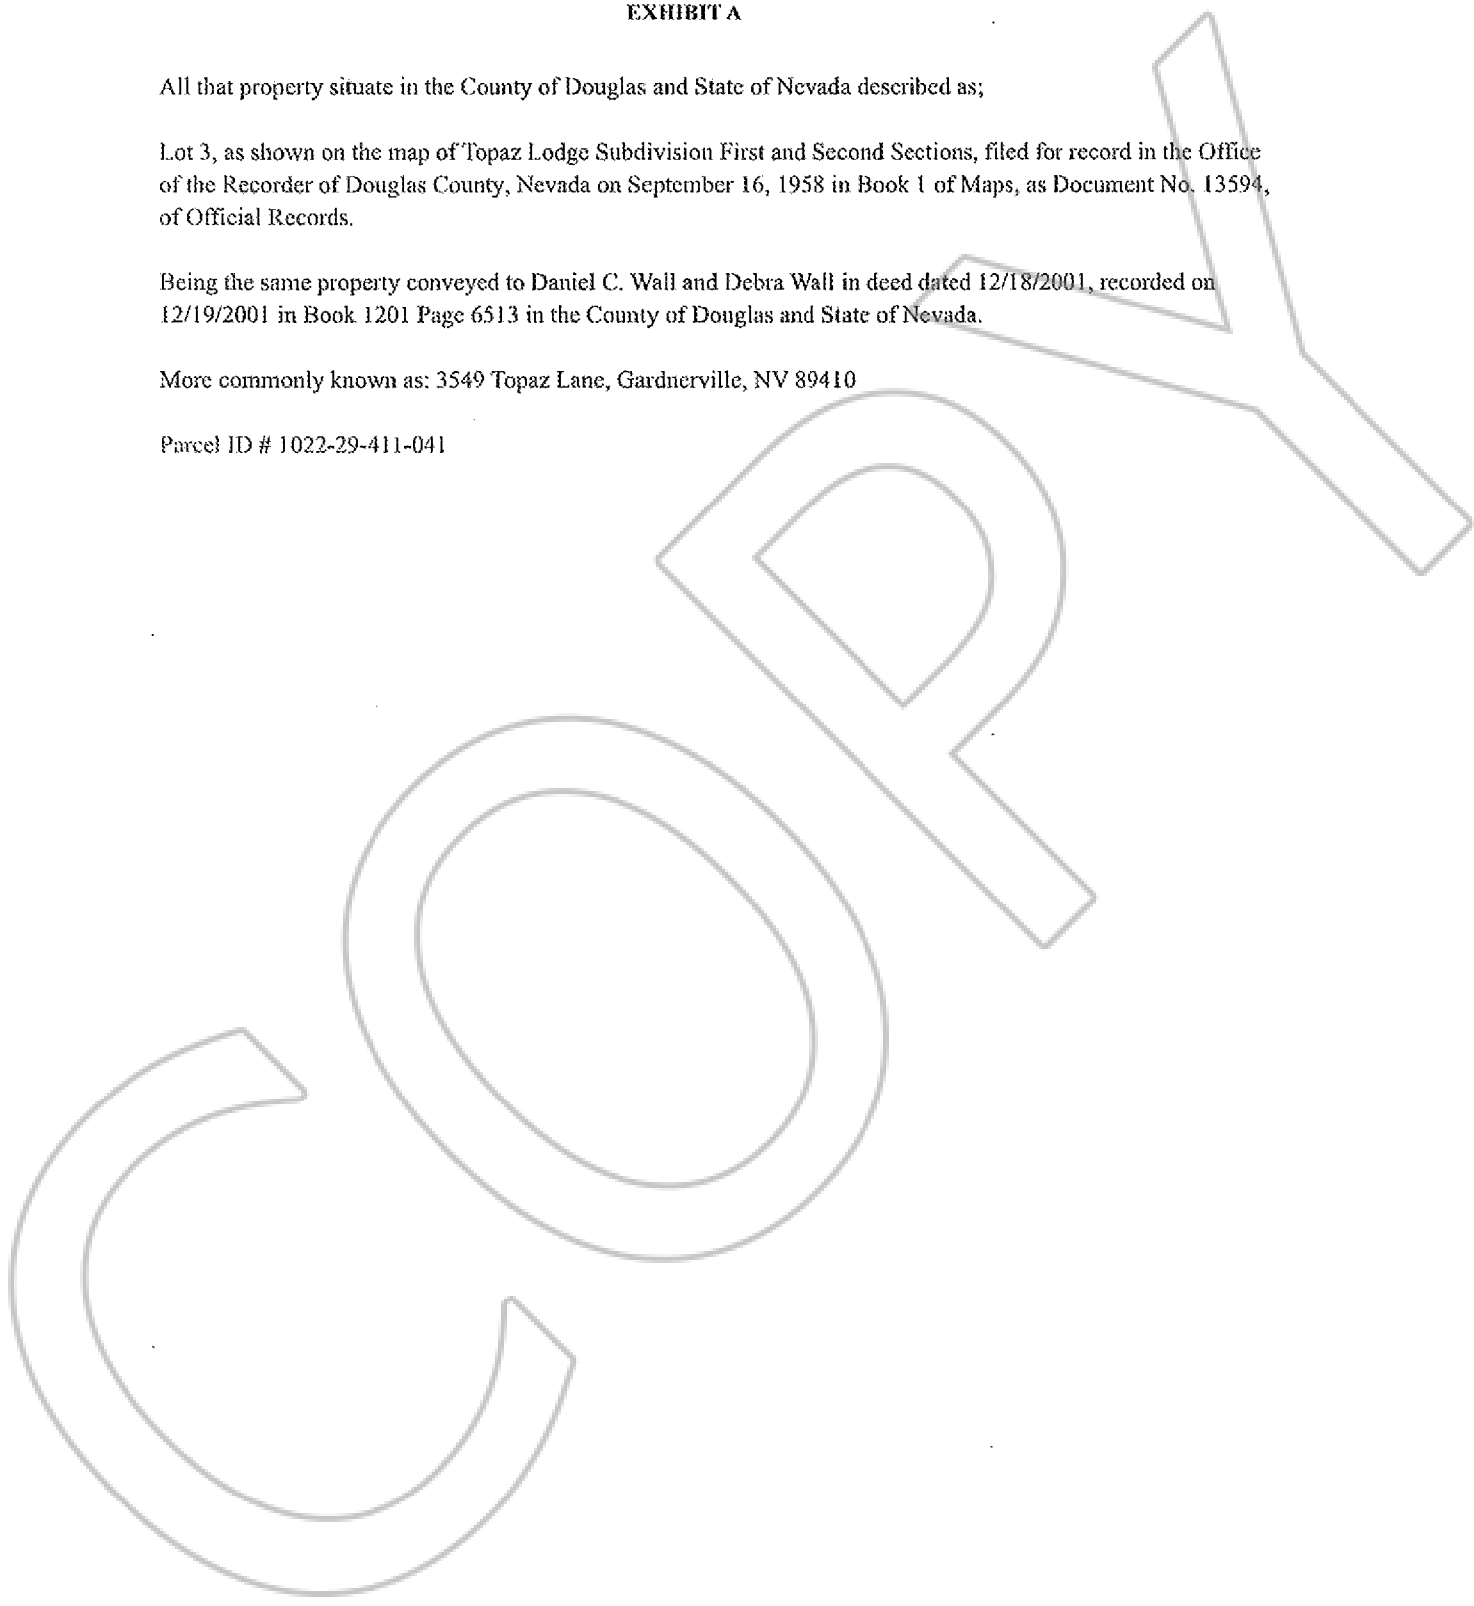 EXHIBIT A
All that property situate in the County of Douglas and State of Nevada described as;
Lot 3, as shown on the map of Topaz Lodge Subdivision First and Second Sections, filed for record in the Office
of the Recorder of Douglas County, Nevada on September 16, 1958 in Book 1 of Maps, as Document No. 13594,
of Official Records.
Being the same property conveyed to Daniel C. Wall and Debra Wall in deed dated 12/18/2001, recorded on
12/19/2001 in Book 1201 Page 6513 in the County of Douglas and State of Nevada.
More commonly known as: 3549 Topaz Lane, Gardnerville, NV 89410
Parcel ID # 1022-29-411-041
COPY